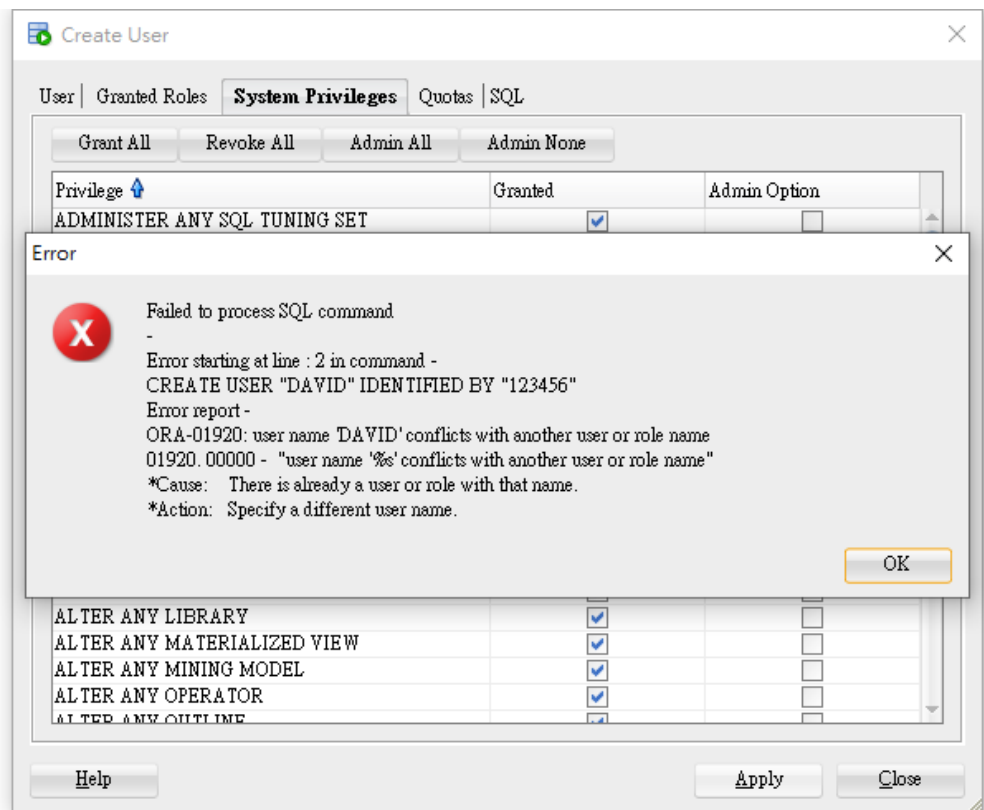 Create User
User Granted Roles System Privileges Quotas SQL
Grant All Revoke All Admin All Admin None
Privilege Granted Admin Option
ADMINISTER ANY SQL TUNING SET
Error
Failed to process SQL command
-
Error starting at line : 2 in command -
CREATE USER "DAVID" IDENTIFIED BY "123456"
Error report -
ORA-01920: user name 'DAVID' conflicts with another user or role name
01920. 00000 - "user name '%s' conflicts with another user or role name"
*Cause: There is already a user or role with that name.
*Action: Specify a different user name.
OK
ALTER ANY LIBRARY
ALTER ANY MATERIALIZED VIEW
ALTER ANY MINING MODEL
ALTER ANY OPERATOR
ALTER ANY OUTLINE
Help Apply Close